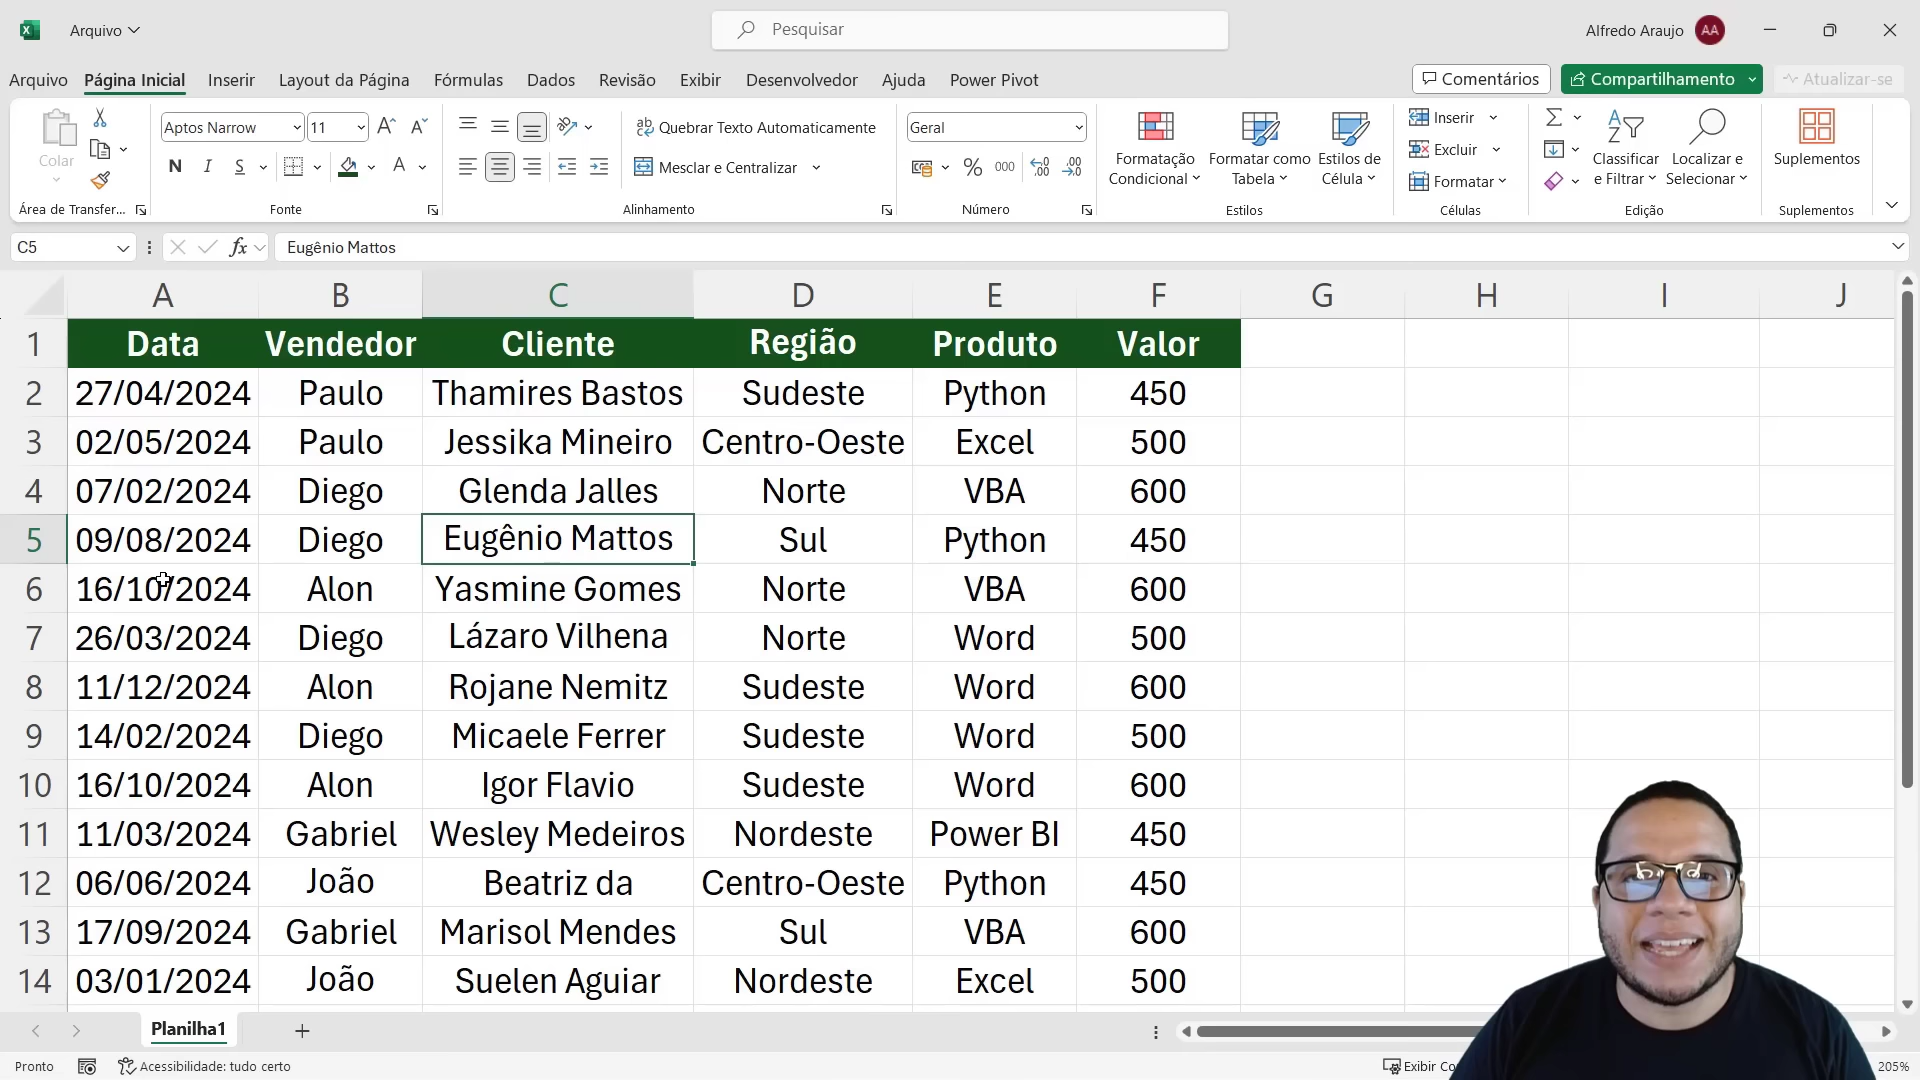 Arquivo
Pesquisar
Alfredo Araujo AA
Arquivo Página Inicial Inserir Layout da Página Fórmulas Dados Revisão Exibir Desenvolvedor Ajuda Power Pivot
Comentários Compartilhamento Atualizar-se
Colar
Área de Transfer...
Aptos Narrow 11
N I S
Fonte
Quebrar Texto Automaticamente
Mesclar e Centralizar
Alinhamento
Geral
% 000
Número
Formatação Condicional
Formatar como Tabela
Estilos de Célula
Estilos
Inserir
Excluir
Formatar
Células
Classificar e Filtrar
Localizar e Selecionar
Edição
Suplementos
Suplementos
C5 fx Eugênio Mattos
A B C D E F G H I J
1 Data Vendedor Cliente Região Produto Valor
2 27/04/2024 Paulo Thamires Bastos Sudeste Python 450
3 02/05/2024 Paulo Jessika Mineiro Centro-Oeste Excel 500
4 07/02/2024 Diego Glenda Jalles Norte VBA 600
5 09/08/2024 Diego Eugênio Mattos Sul Python 450
6 16/10/2024 Alon Yasmine Gomes Norte VBA 600
7 26/03/2024 Diego Lázaro Vilhena Norte Word 500
8 11/12/2024 Alon Rojane Nemitz Sudeste Word 600
9 14/02/2024 Diego Micaele Ferrer Sudeste Word 500
10 16/10/2024 Alon Igor Flavio Sudeste Word 600
11 11/03/2024 Gabriel Wesley Medeiros Nordeste Power BI 450
12 06/06/2024 João Beatriz da Centro-Oeste Python 450
13 17/09/2024 Gabriel Marisol Mendes Sul VBA 600
14 03/01/2024 João Suelen Aguiar Nordeste Excel 500
Planilha1
Pronto Acessibilidade: tudo certo Exibir 205%